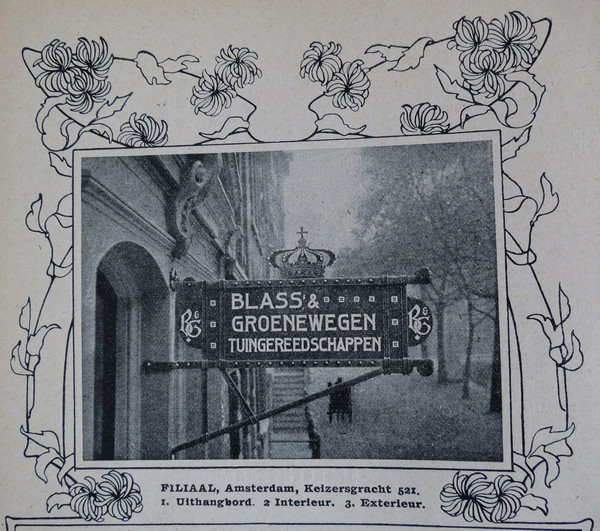 BLASS &
GROENEWEGEN
TUINGEREEDSCHAPPEN
B&G
B&G
FILIAAL, Amsterdam, Keizersgracht 521.
1. Uithangbord. 2 Interieur. 3. Exterieur.